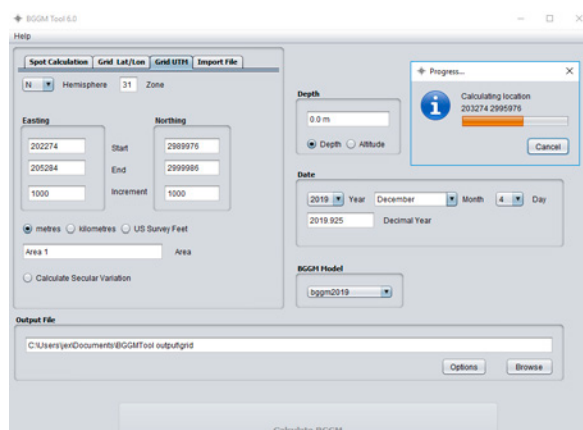 BGGM Tool 6.0
Help
Spot Calculation Grid Lat/Lon Grid UTM Import File
N Hemisphere 31 Zone
Easting Northing
202274 Start 2989976
205284 End 2999986
1000 Increment 1000
metres kilometres US Survey Feet
Area 1 Area
Calculate Secular Variation
Depth
0.0 m
Depth Altitude
Progress...
Calculating location
203274 2995976
Cancel
Date
2019 Year December Month 4 Day
2019.925 Decimal Year
BGGM Model
bggm2019
Output File
C:\Users\jex\Documents\BGGMTool output\grid
Options Browse
Calculate BGGM